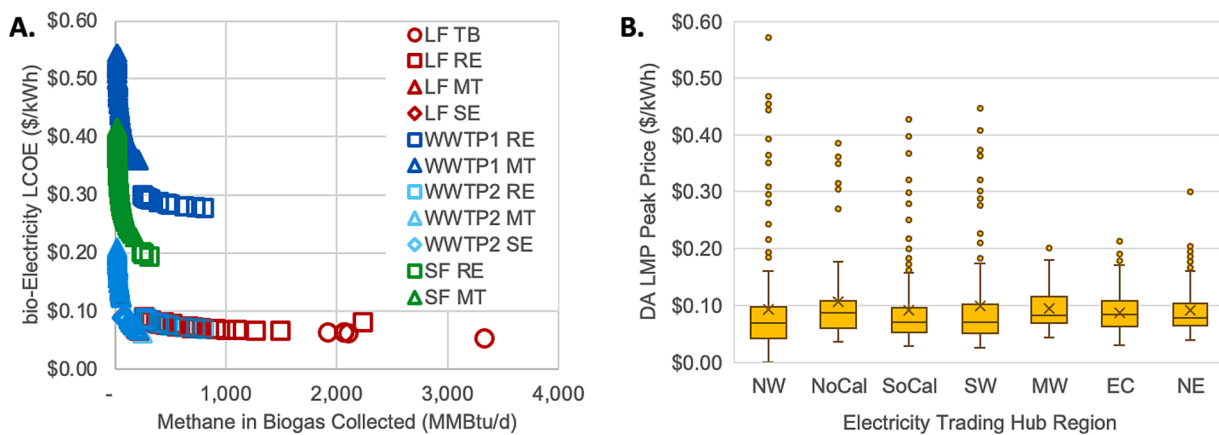 A.
bio-Electricity LCOE ($/kWh)
$0.60
$0.50
$0.40
$0.30
$0.20
$0.10
$0.00
LF TB
LF RE
LF MT
LF SE
WWTP1 RE
WWTP1 MT
WWTP2 RE
WWTP2 MT
WWTP2 SE
SF RE
SF MT
- 1,000 2,000 3,000 4,000
Methane in Biogas Collected (MMBtu/d)
B.
DA LMP Peak Price ($/kWh)
$0.60
$0.50
$0.40
$0.30
$0.20
$0.10
$0.00
NW NoCal SoCal SW MW EC NE
Electricity Trading Hub Region